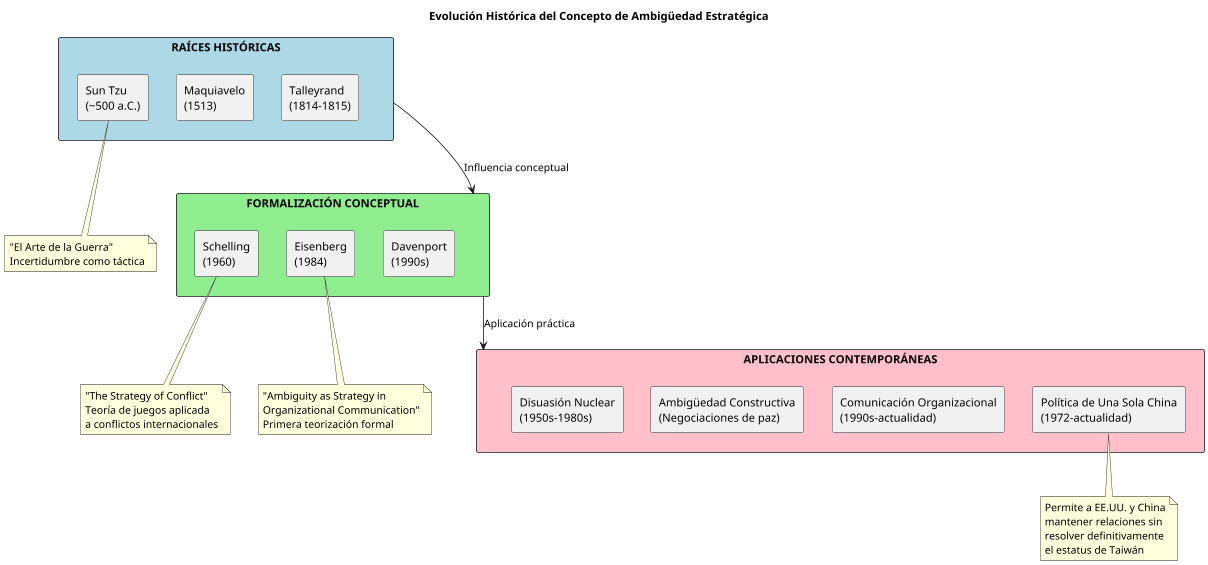 Evolución Histórica del Concepto de Ambigüedad Estratégica
RAÍCES HISTÓRICAS
Sun Tzu
(~500 a.C.)
Maquiavelo
(1513)
Talleyrand
(1814-1815)
Influencia conceptual
"El Arte de la Guerra"
Incertidumbre como táctica
FORMALIZACIÓN CONCEPTUAL
Schelling
(1960)
Eisenberg
(1984)
Davenport
(1990s)
Aplicación práctica
"The Strategy of Conflict"
Teoría de juegos aplicada
a conflictos internacionales
"Ambiguity as Strategy in
Organizational Communication"
Primera teorización formal
APLICACIONES CONTEMPORÁNEAS
Disuasión Nuclear
(1950s-1980s)
Ambigüedad Constructiva
(Negociaciones de paz)
Comunicación Organizacional
(1990s-actualidad)
Política de Una Sola China
(1972-actualidad)
Permite a EE.UU. y China
mantener relaciones sin
resolver definitivamente
el estatus de Taiwán